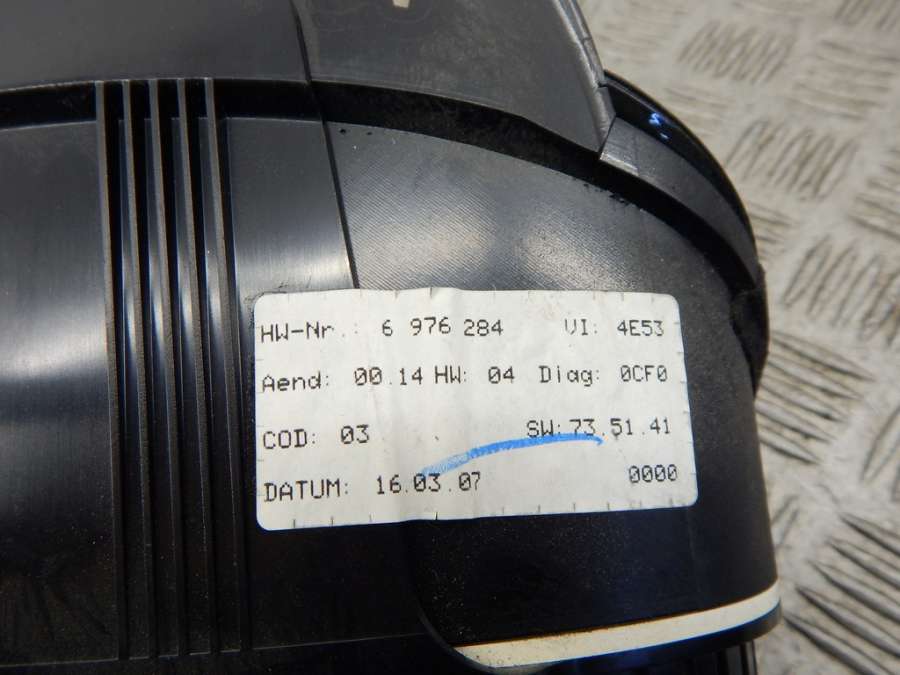 HW-Nr.: 6 976 284 VI: 4E53
Aend: 00.14 HW: 04 Diag: 0CF0
COD: 03 SW: 73.51.41
DATUM: 16.03.07 0000